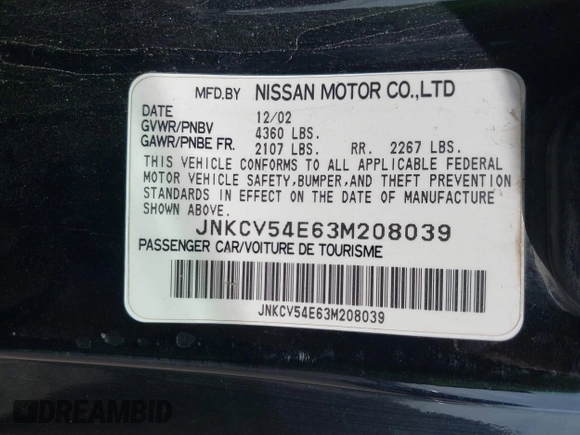 MFD.BY NISSAN MOTOR CO.,LTD
DATE 12/02
GVWR/PNBV 4360 LBS.
GAWR/PNBE FR. 2107 LBS. RR. 2267 LBS.
THIS VEHICLE CONFORMS TO ALL APPLICABLE FEDERAL
MOTOR VEHICLE SAFETY,BUMPER,AND THEFT PREVENTION
STANDARDS IN EFFECT ON THE DATE OF MANUFACTURE
SHOWN ABOVE.
JNKCV54E63M208039
PASSENGER CAR/VOITURE DE TOURISME
JNKCV54E63M208039
DREAMBID